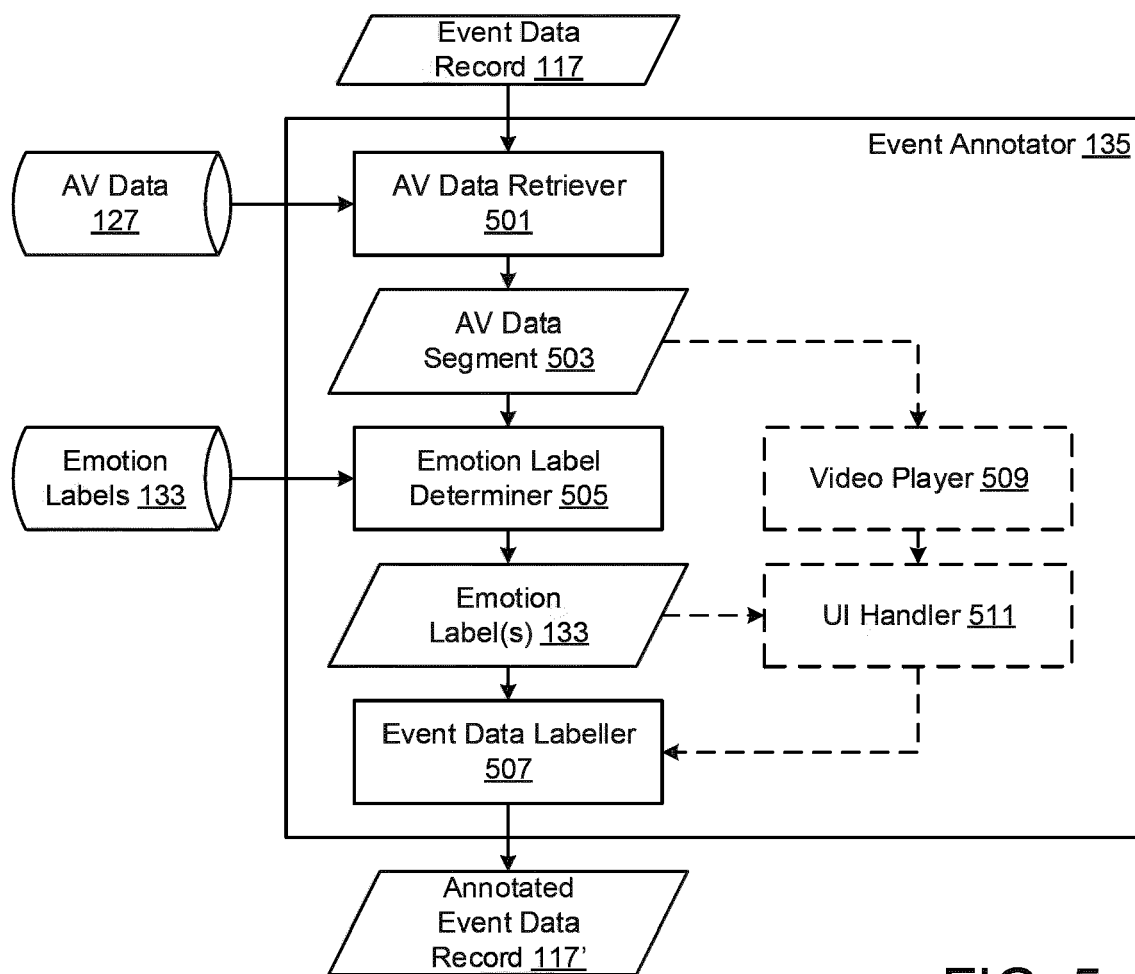 Event Data
Record 117
Event Annotator 135
AV Data
127
AV Data Retriever
501
AV Data
Segment 503
Emotion
Labels 133
Emotion Label
Determiner 505
Video Player 509
Emotion
Label(s) 133
UI Handler 511
Event Data Labeller
507
Annotated
Event Data
Record 117’